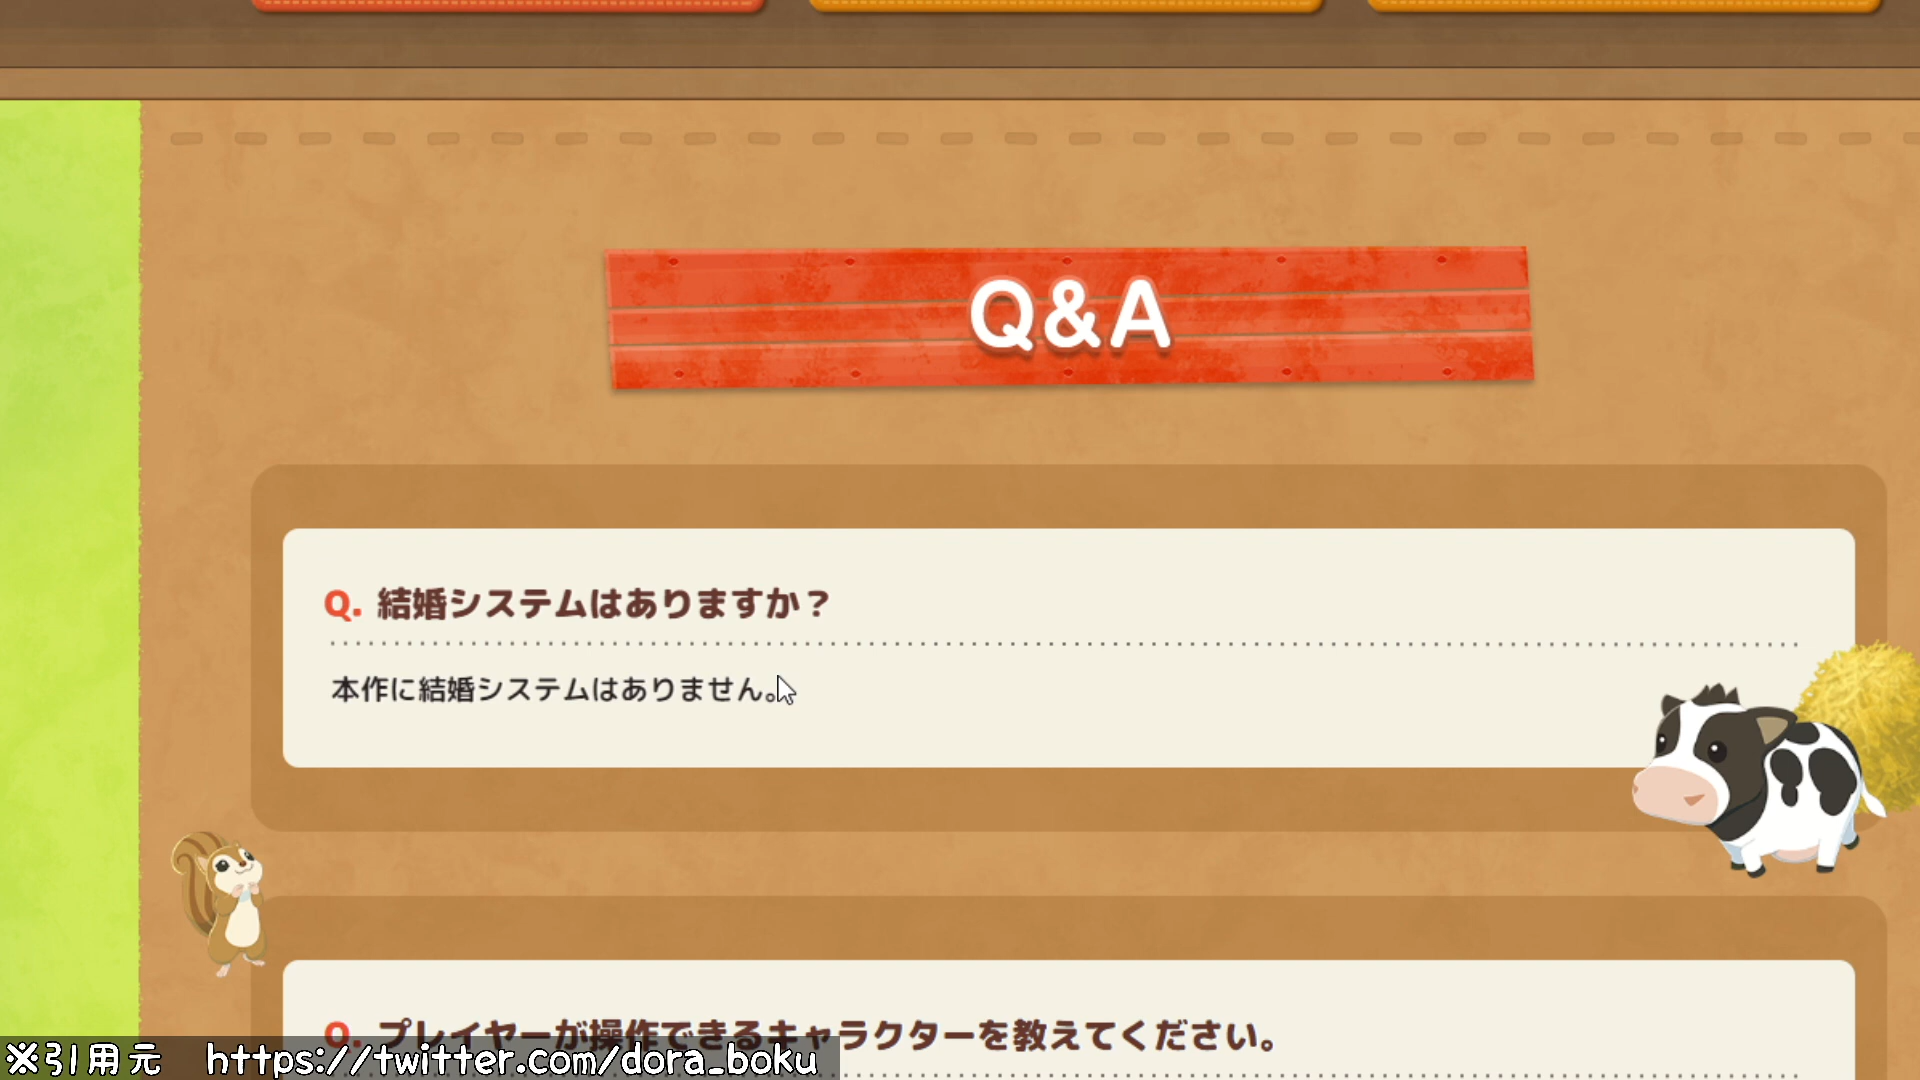 Q&A
Q. 結婚システムはありますか？
本作に結婚システムはありません。
Q. プレイヤーが操作できるキャラクターを教えてください。
※引用元　https://twitter.com/dora_boku